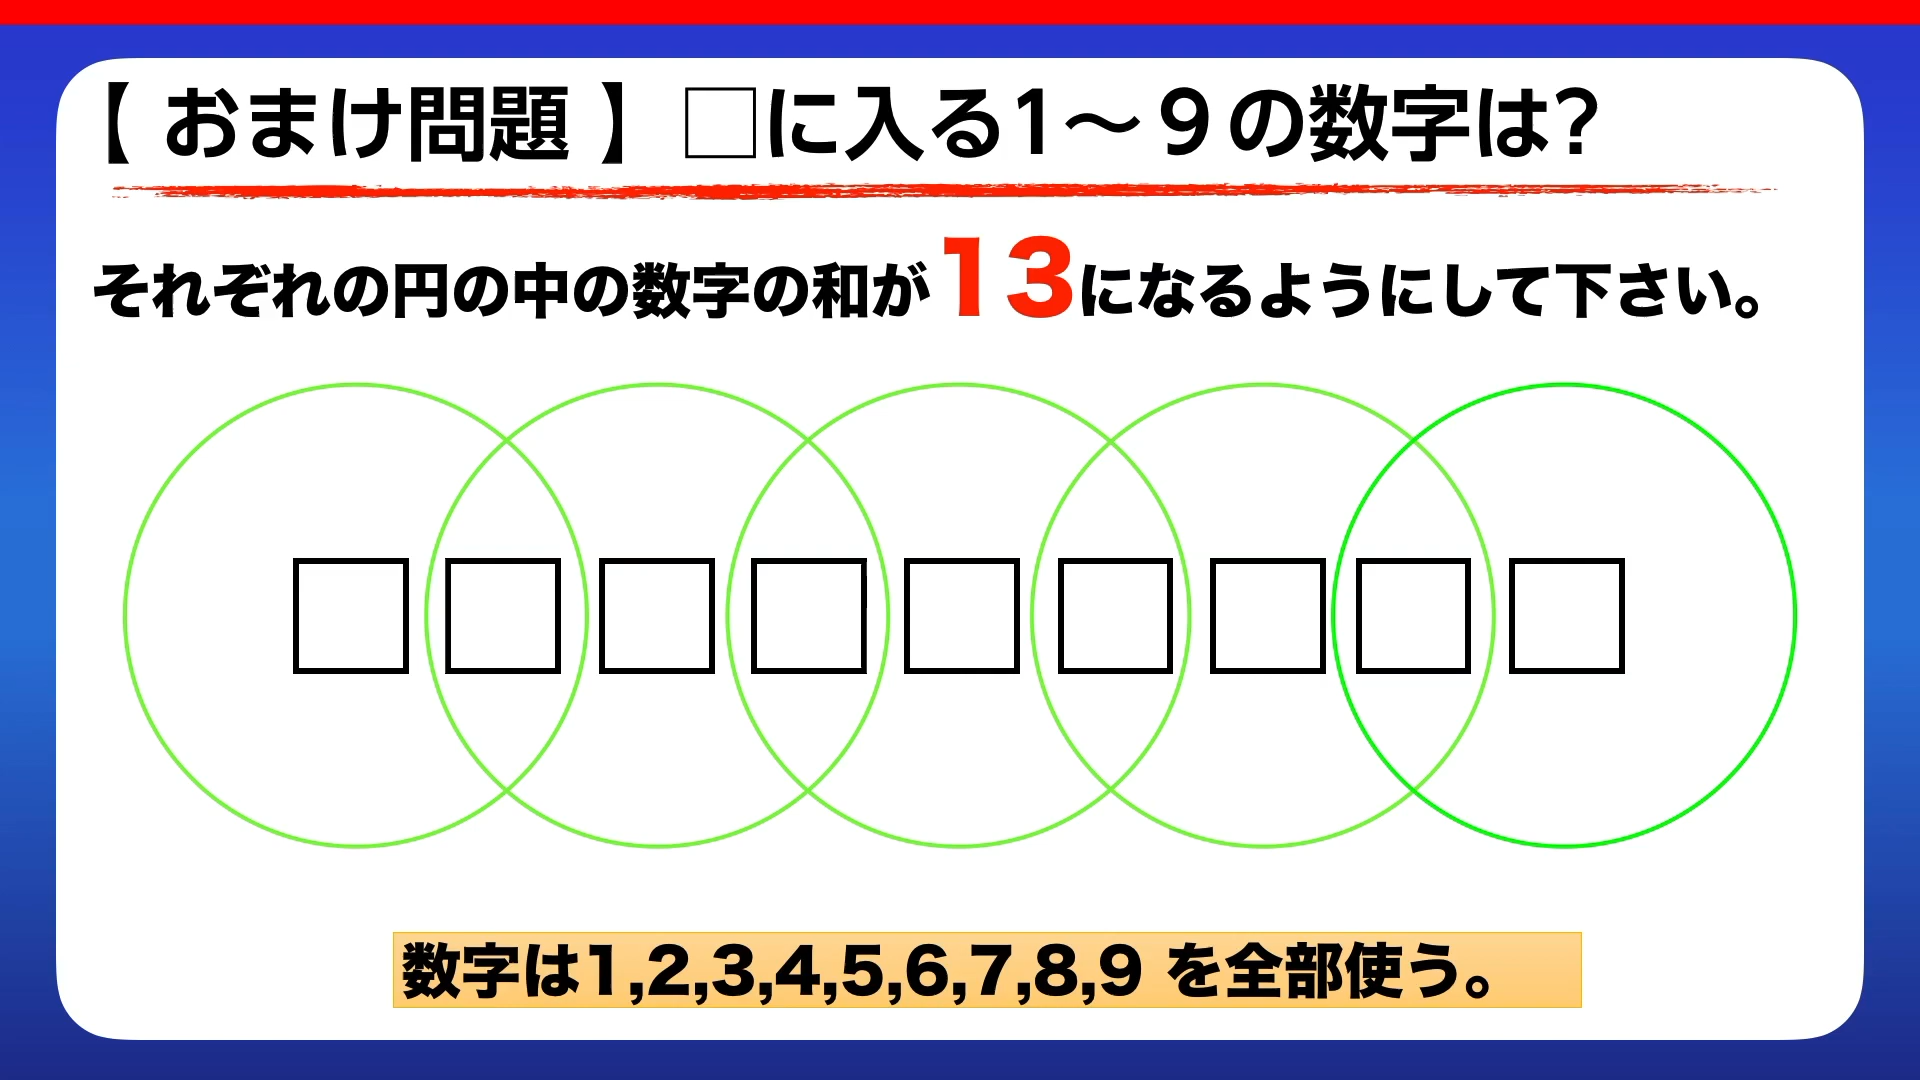 【 おまけ問題 】□に入る1〜9の数字は?
それぞれの円の中の数字の和が13になるようにして下さい。
数字は1,2,3,4,5,6,7,8,9 を全部使う。